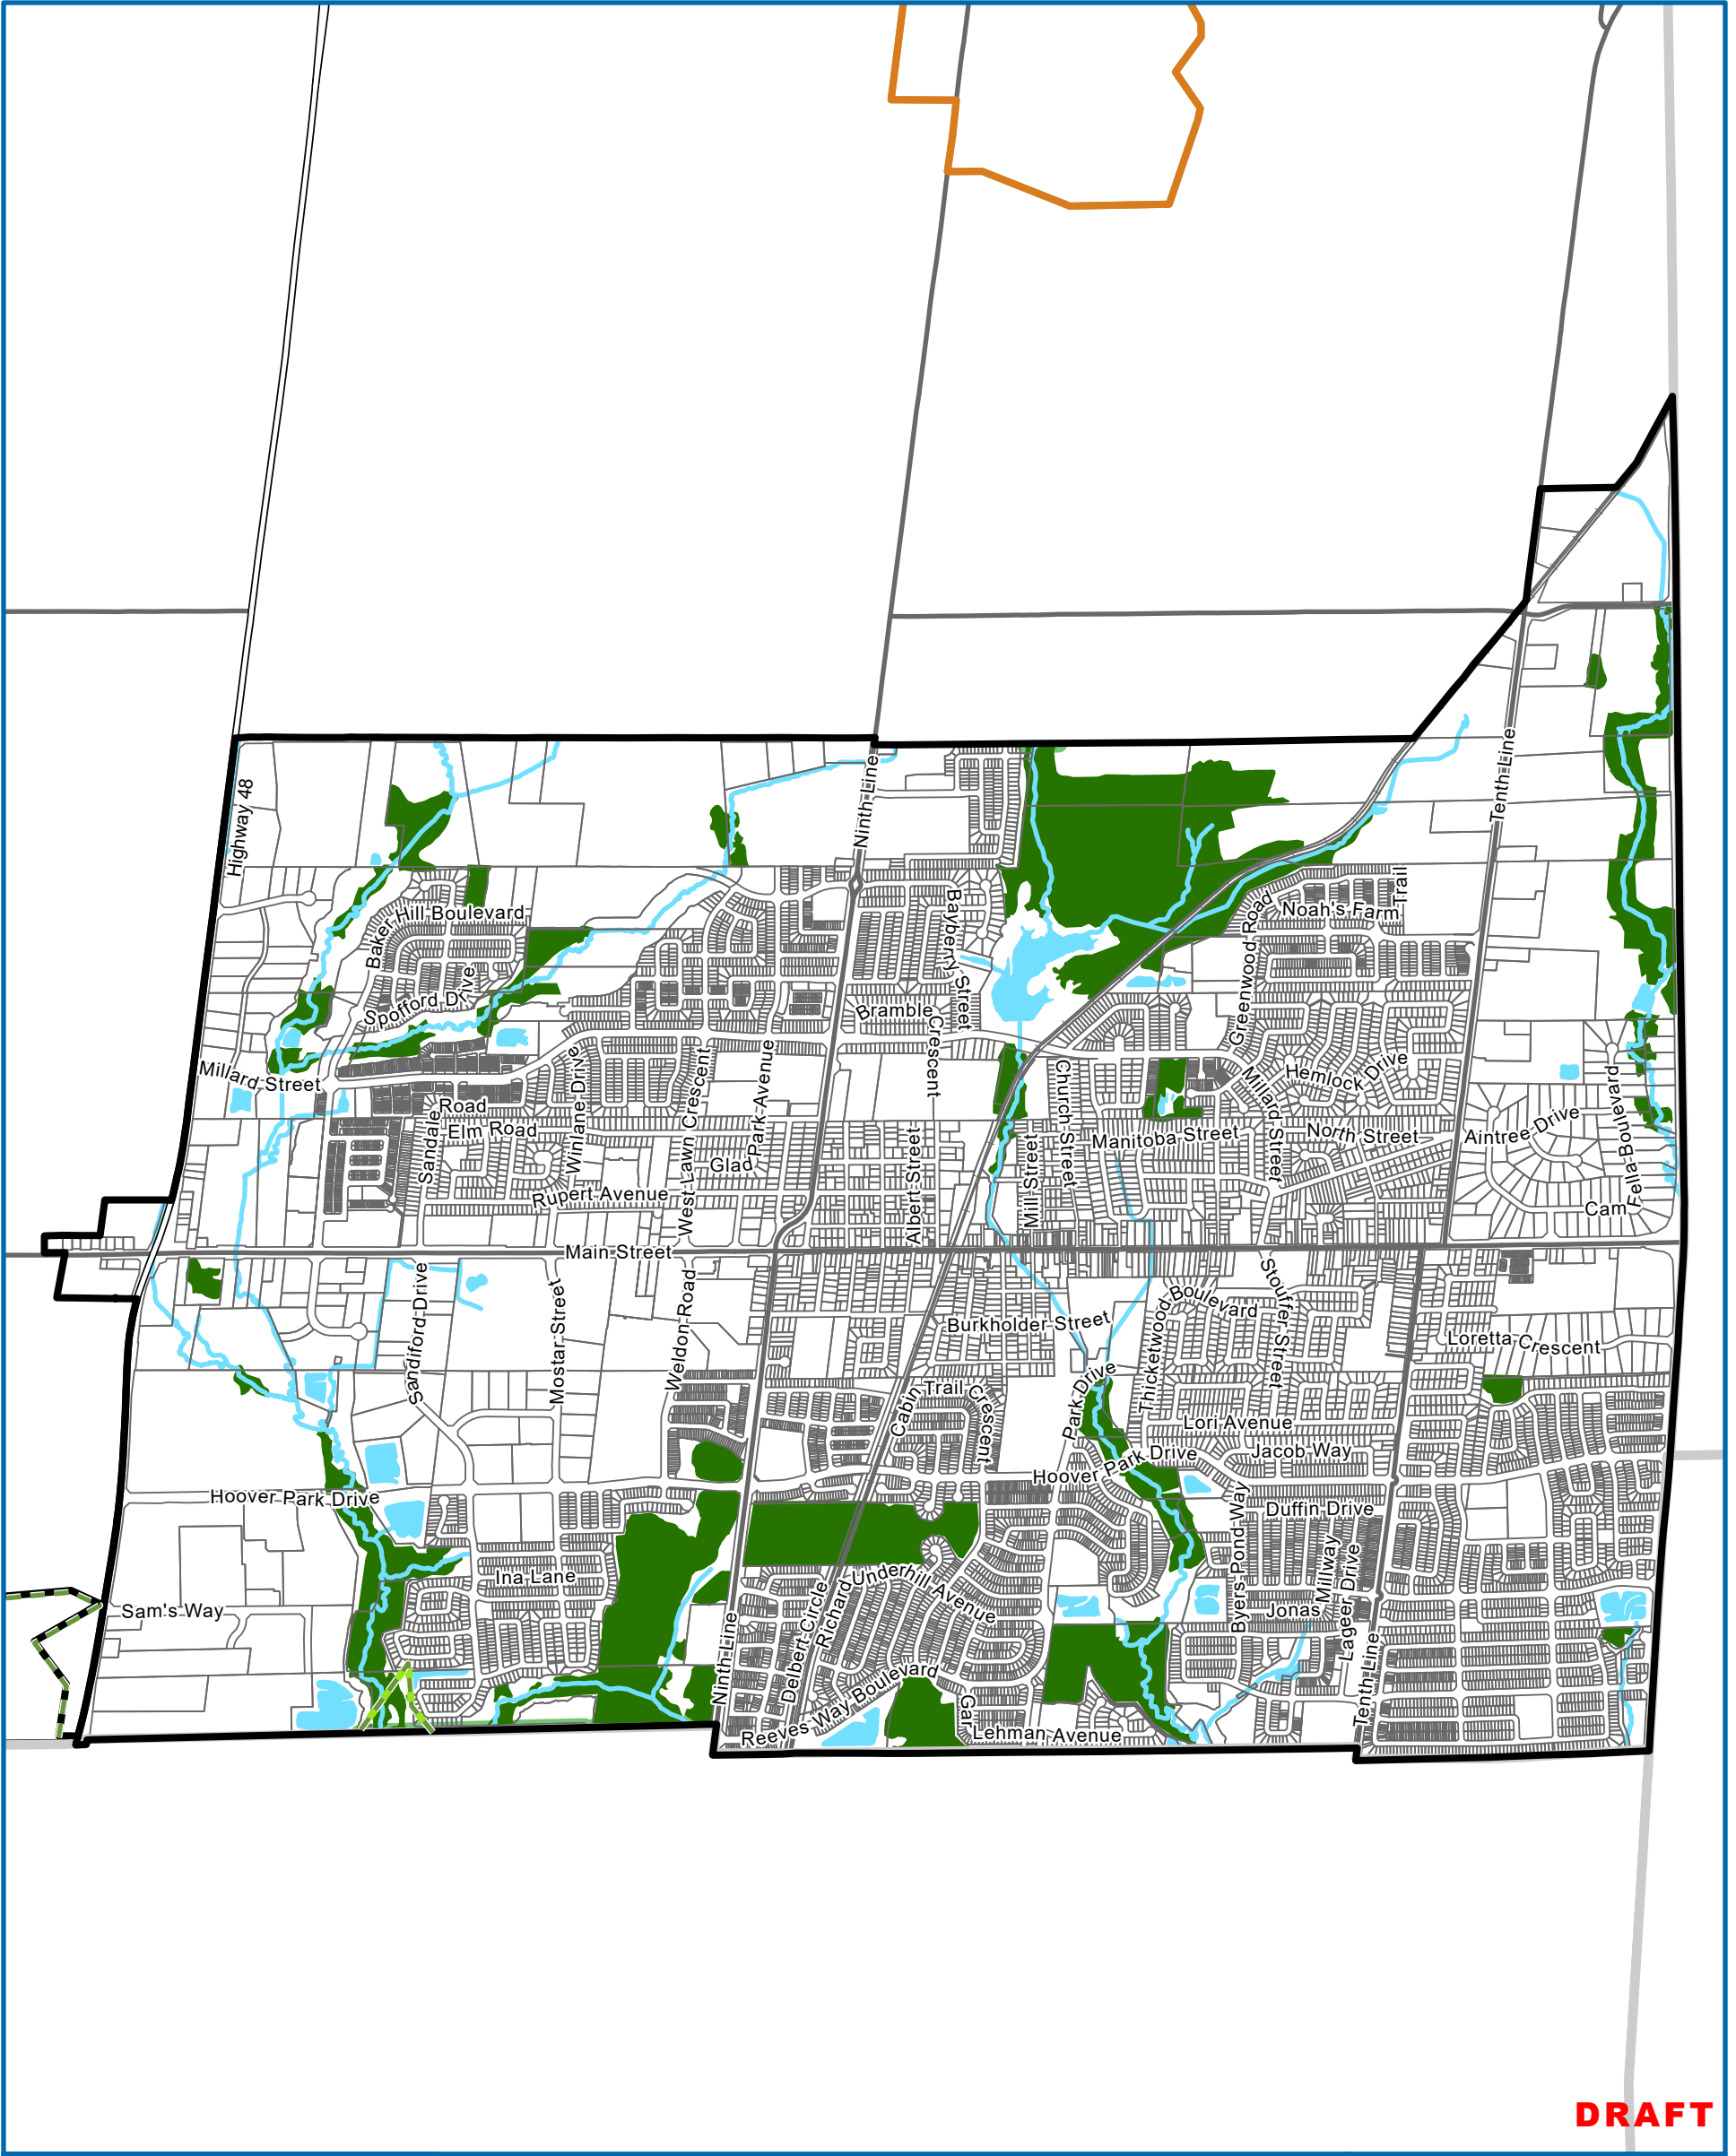 Highway 48
Ninth Line
Tenth Line
Trail
Noah's Farm
Hill Boulevard
Baker
Bayberry Street
Greenwood Road
Spofford Drive
Bramble
Crescent
Millard Street
Winlane Drive
West Lawn Crescent
Park Avenue
Church Street
Millard Street
Hemlock Drive
Fella Boulevard
Road
Elm Road
Sandale
Glad
Albert Street
Mill Street
Manitoba Street
North Street
Aintree Drive
Rupert Avenue
Cam
Main Street
Sandiford Drive
Mostar Street
Weldon Road
Burkholder Street
Thicketwood Boulevard
Stouffer Street
Loretta Crescent
Cabin Trail Crescent
Park Drive
Lori Avenue
Jacob Way
Hoover Park Drive
Hoover Park Drive
Byers Pond Way
Duffin Drive
Ina Lane
Underhill Avenue
Millway
Lageer Drive
Sam's Way
Jonas
Delbert Circle
Richard
Ninth Line
Tenth Line
Reeves Way Boulevard
Gar
Lehman Avenue
DRAFT